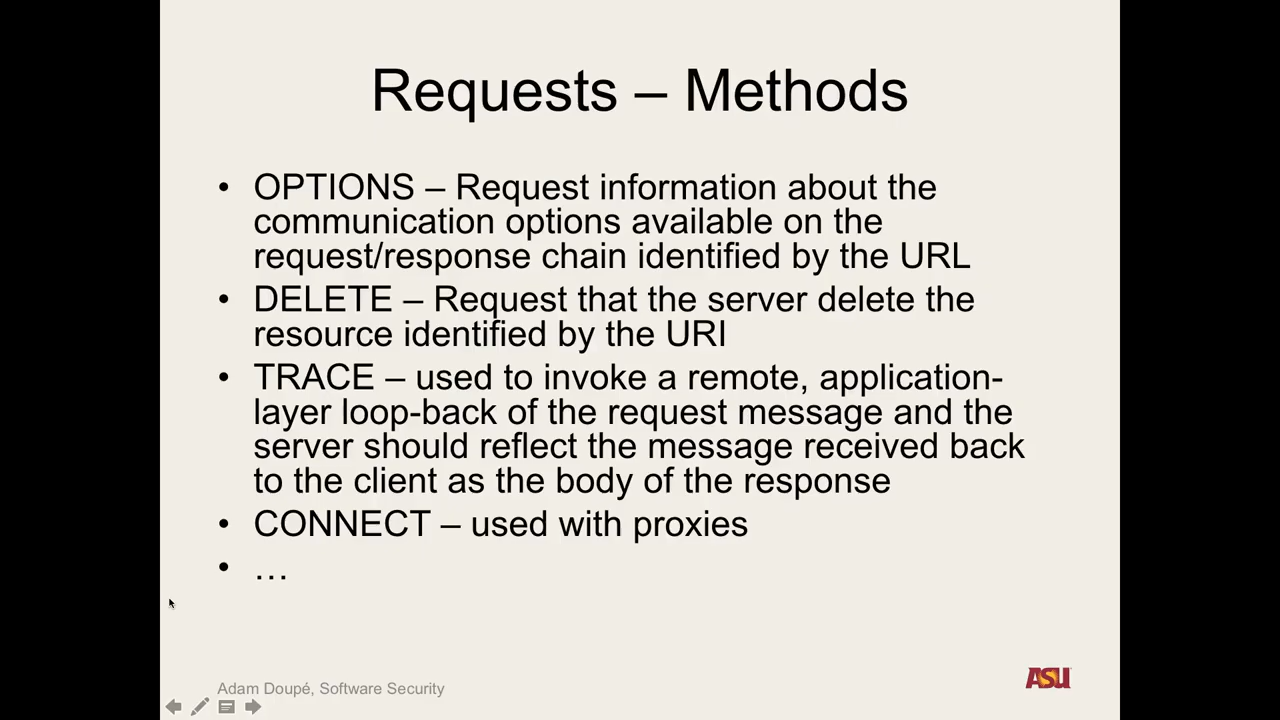 Requests – Methods
• OPTIONS – Request information about the
communication options available on the
request/response chain identified by the URL
• DELETE – Request that the server delete the
resource identified by the URI
• TRACE – used to invoke a remote, application-
layer loop-back of the request message and the
server should reflect the message received back
to the client as the body of the response
• CONNECT – used with proxies
• …
Adam Doupé, Software Security
ASU